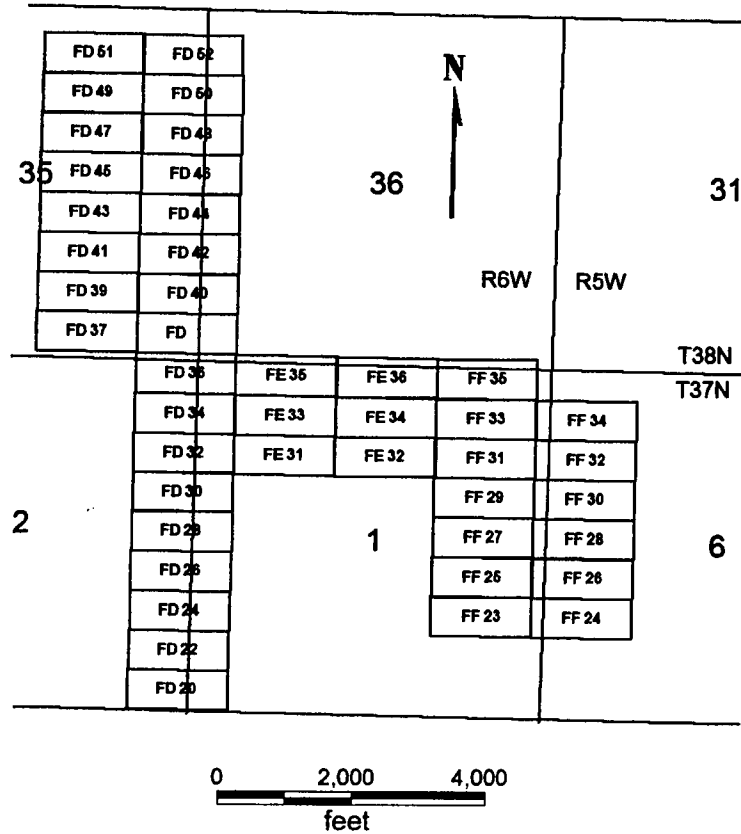 FD 51 FD 52
FD 49 FD 50
N
FD 47 FD 48
35 FD 45 FD 46 36 31
FD 43 FD 44
FD 41 FD 42
FD 39 FD 40 R6W R5W
FD 37 FD
T38N
FD 36 FE 35 FE 36 FF 35
T37N
FD 34 FE 33 FE 34 FF 33 FF 34
FD 32 FE 31 FE 32 FF 31 FF 32
FD 30 FF 29 FF 30
2 FD 28 1 FF 27 FF 28 6
FD 26 FF 25 FF 26
FD 24 FF 23 FF 24
FD 22
FD 20
0 2,000 4,000
feet